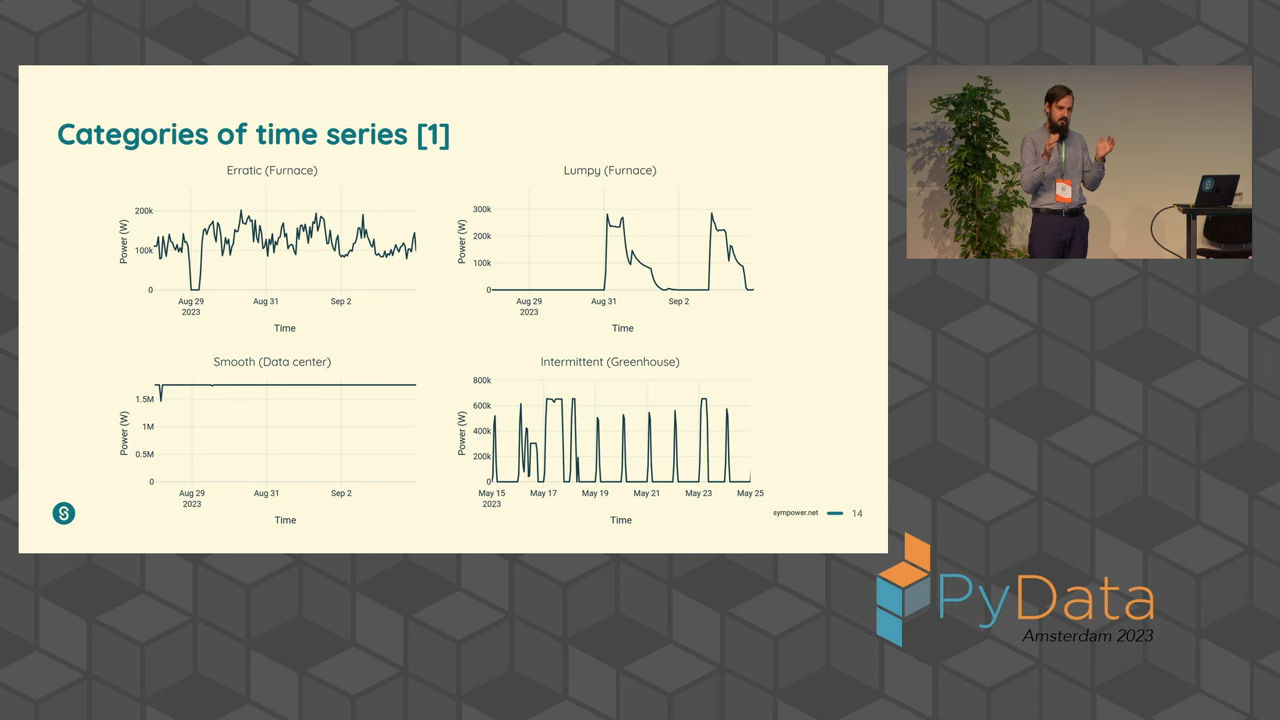 Categories of time series [1]
Erratic (Furnace)
200k
100k
0
Power (W)
Aug 29
2023
Aug 31
Sep 2
Time
Lumpy (Furnace)
300k
200k
100k
0
Power (W)
Aug 29
2023
Aug 31
Sep 2
Time
Smooth (Data center)
1.5M
1M
0.5M
0
Power (W)
Aug 29
2023
Aug 31
Sep 2
Time
Intermittent (Greenhouse)
800k
600k
400k
200k
0
Power (W)
May 15
2023
May 17
May 19
May 21
May 23
May 25
Time
S
sympower.net
14
PyData
Amsterdam 2023